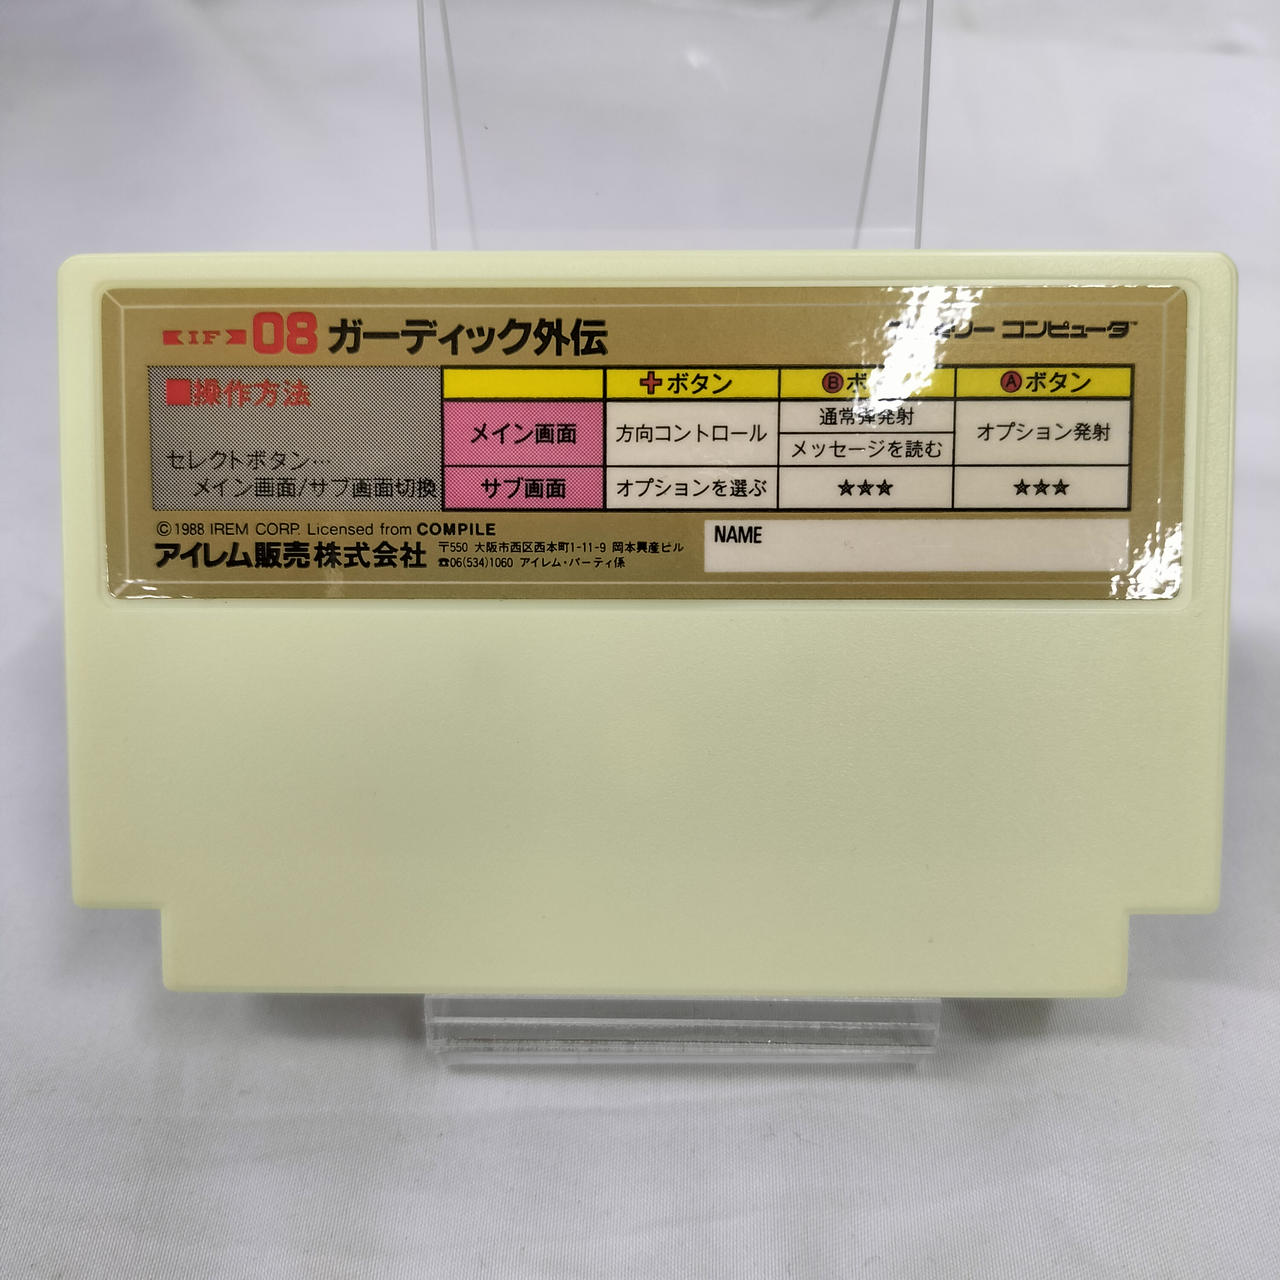 IF 08 ガーディック外伝
コンピュータ™
■操作方法
セレクトボタン…
メイン画面/サブ画面切換
✚ボタン Ⓑボ Ⓐボタン
メイン画面 方向コントロール 通常弾発射 オプション発射
メッセージを読む
サブ画面 オプションを選ぶ ★★★ ★★★
©1988 IREM CORP. Licensed from COMPILE
アイレム販売株式会社 〒550 大阪市西区西本町1-11-9 岡本興産ビル
☎06(534)1060 アイレム・パーティ係
NAME